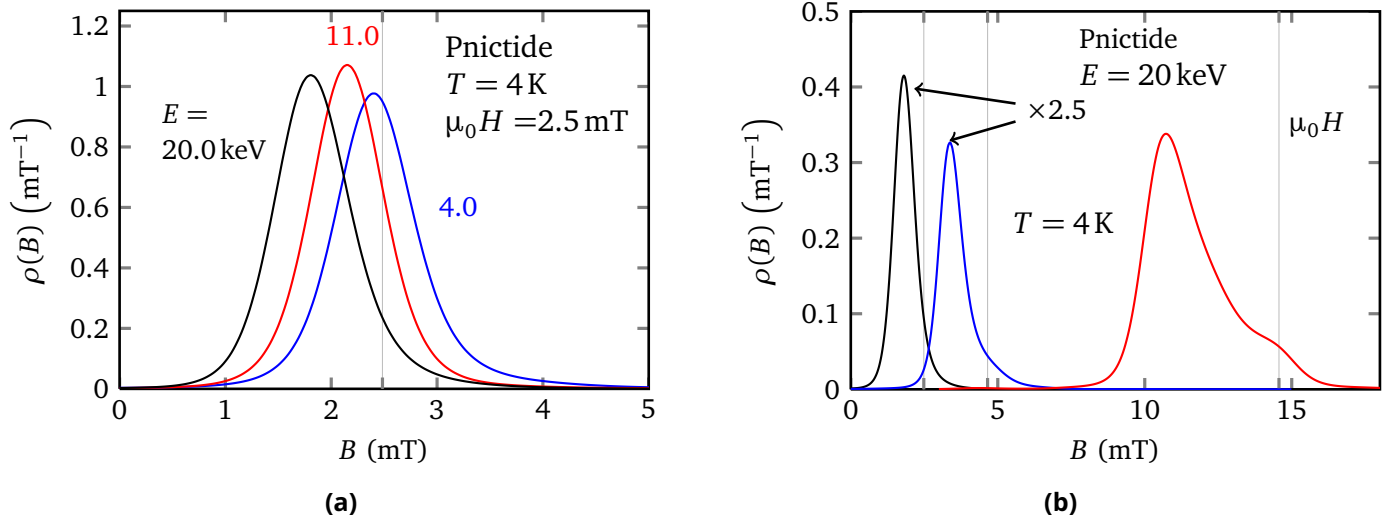 1.2
1
0.8
0.6
0.4
0.2
0
ρ(B) (mT⁻¹)
0 1 2 3 4 5
B (mT)
11.0
Pnictide
T = 4 K
μ₀H =2.5 mT
E =
20.0 keV
4.0
(a)
0.5
0.4
0.3
0.2
0.1
0
ρ(B) (mT⁻¹)
0 5 10 15
B (mT)
Pnictide
E = 20 keV
×2.5
μ₀H
T = 4 K
(b)